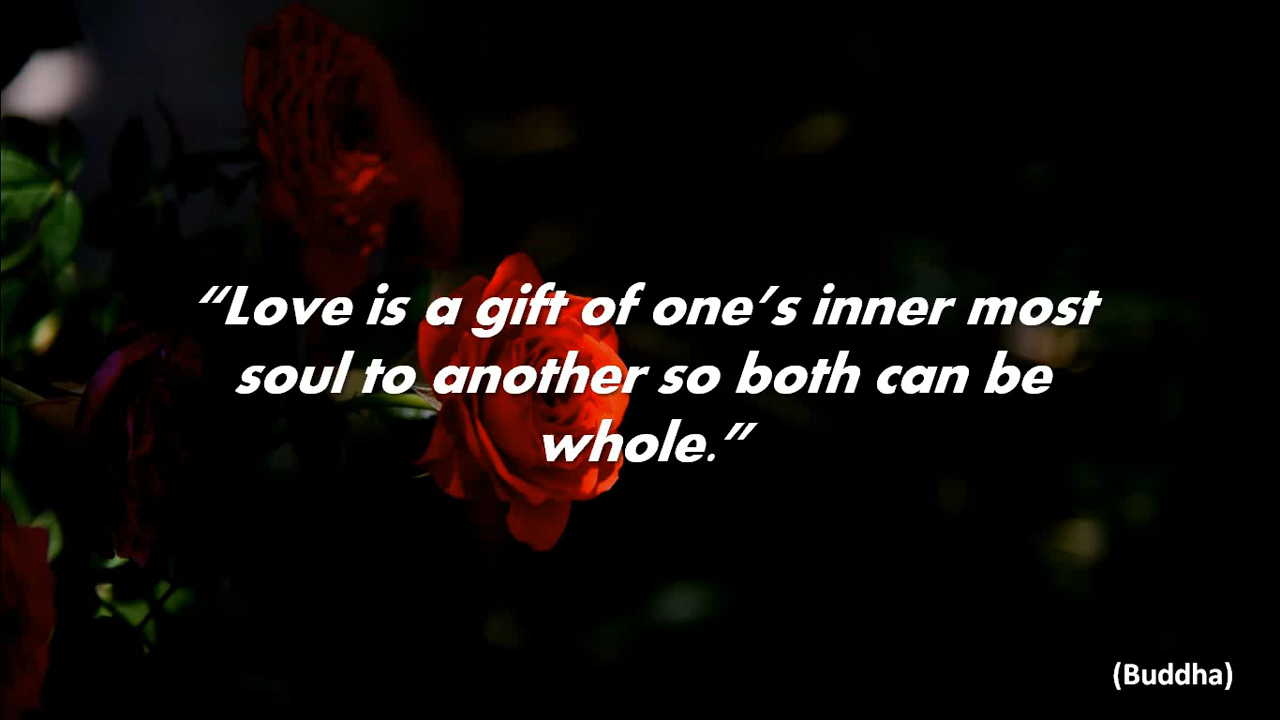 “Love is a gift of one’s inner most
soul to another so both can be
whole.”
(Buddha)